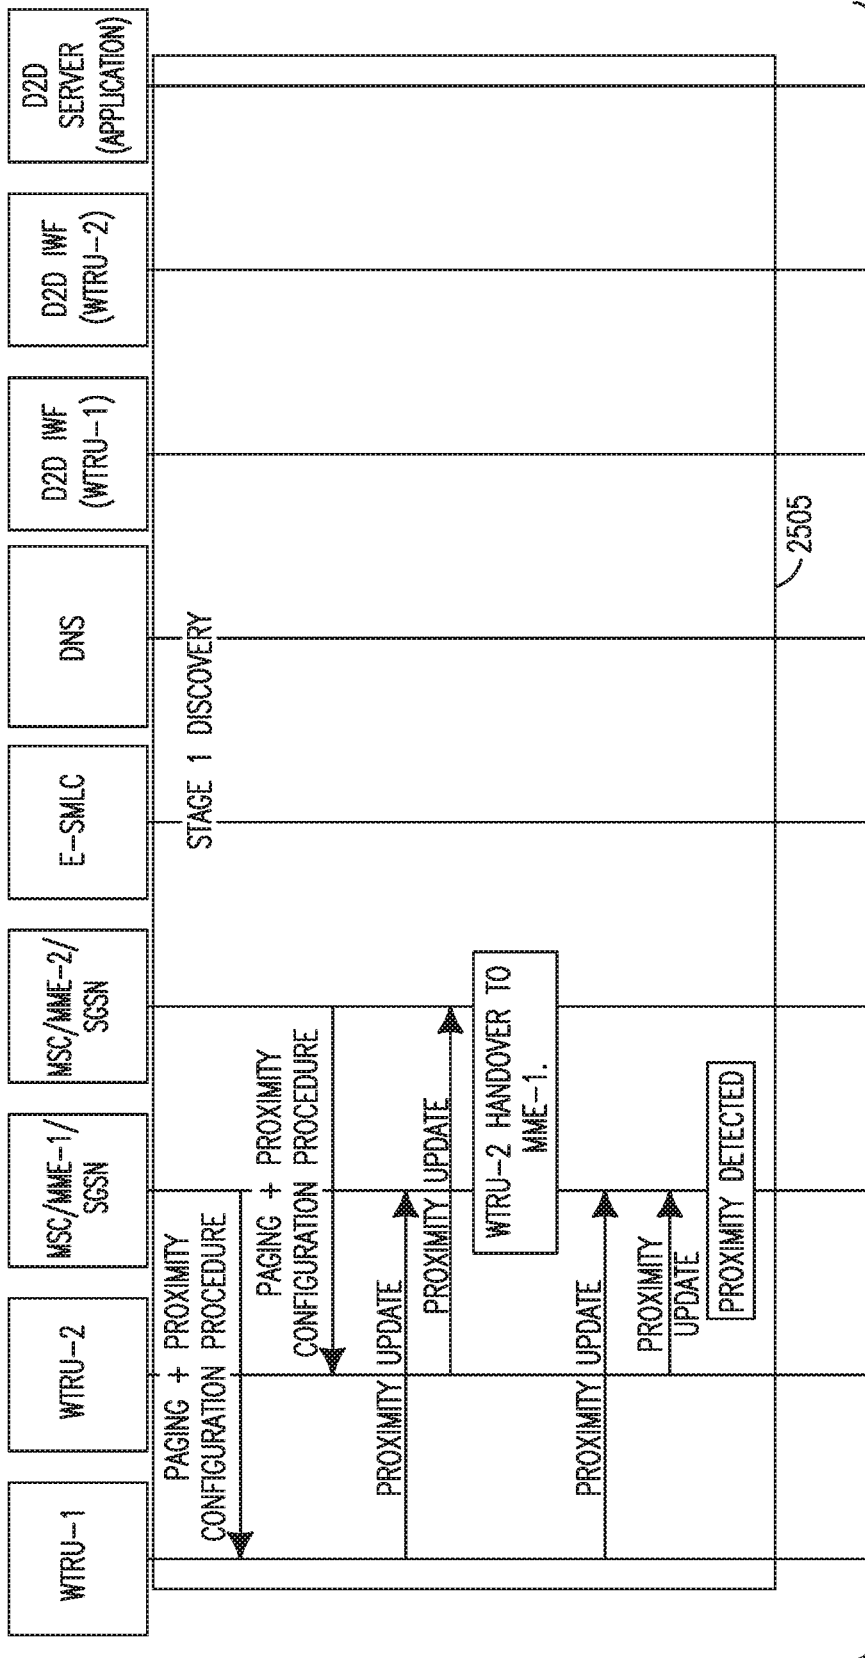 WTRU-1
WTRU-2
MSC/MME-1/
SGSN
MSC/MME-2/
SGSN
E-SMLC
DNS
D2D IWF
(WTRU-1)
D2D IWF
(WTRU-2)
D2D
SERVER
(APPLICATION)
STAGE 1 DISCOVERY
PAGING + PROXIMITY
CONFIGURATION PROCEDURE
PAGING + PROXIMITY
CONFIGURATION PROCEDURE
PROXIMITY UPDATE
PROXIMITY UPDATE
WTRU-2 HANDOVER TO
MME-1.
PROXIMITY UPDATE
PROXIMITY
UPDATE
PROXIMITY DETECTED
2505